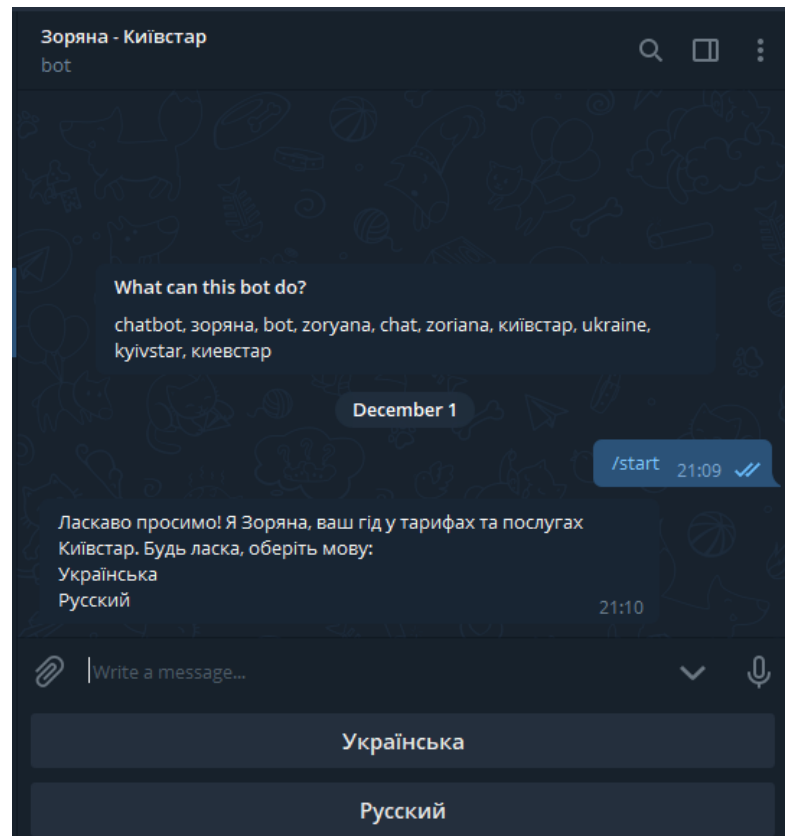 Зоряна - Київстар
bot
What can this bot do?
chatbot, зоряна, bot, zoryana, chat, zoriana, київстар, ukraine,
kyivstar, киевстар
December 1
/start 21:09
Ласкаво просимо! Я Зоряна, ваш гід у тарифах та послугах
Київстар. Будь ласка, оберіть мову:
Українська
Русский
21:10
Write a message...
Українська
Русский